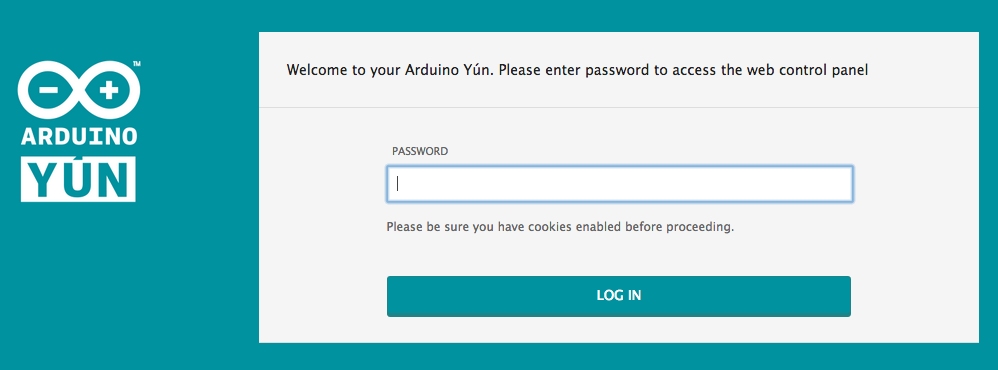 ™
ARDUINO
YÚN
Welcome to your Arduino Yún. Please enter password to access the web control panel
PASSWORD
Please be sure you have cookies enabled before proceeding.
LOG IN